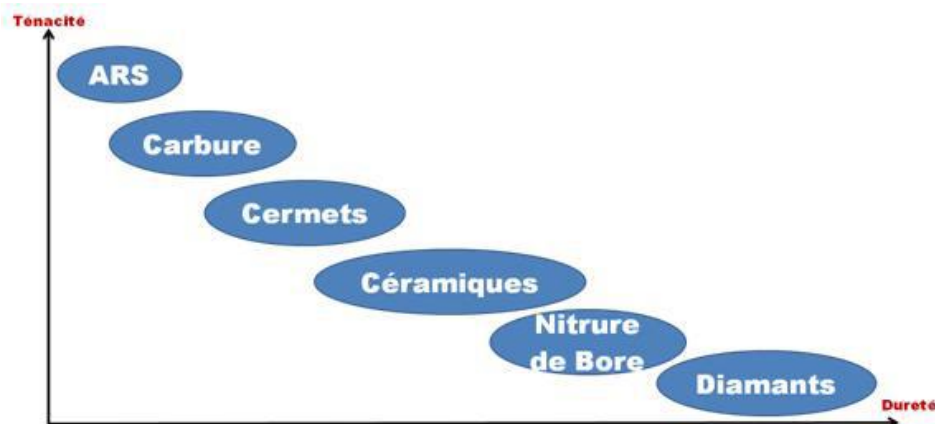 Ténacité
ARS
Carbure
Cermets
Céramiques
Nitrure
de Bore
Diamants
Dureté